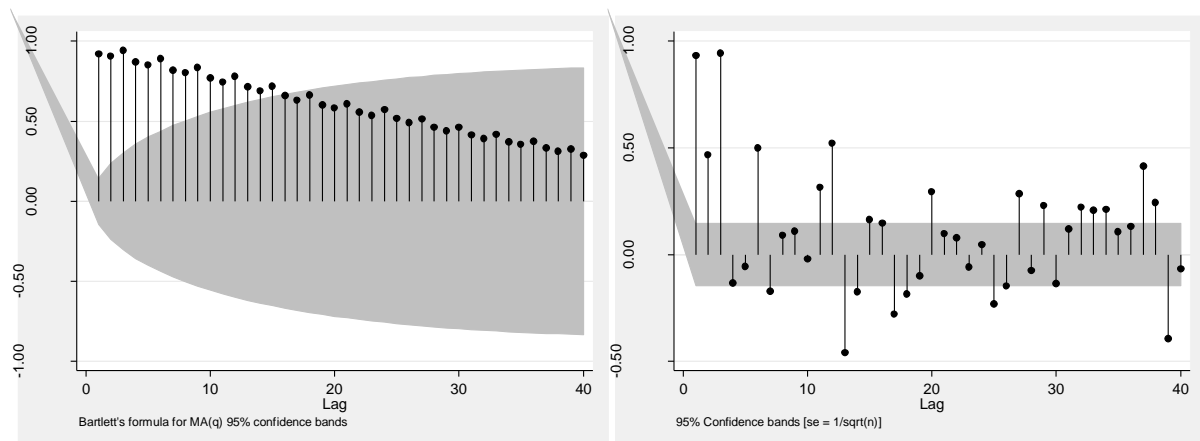 1.00
0.50
0.00
-0.50
-1.00
0 10 20 30 40
Lag
Bartlett's formula for MA(q) 95% confidence bands
1.00
0.50
0.00
-0.50
0 10 20 30 40
Lag
95% Confidence bands [se = 1/sqrt(n)]